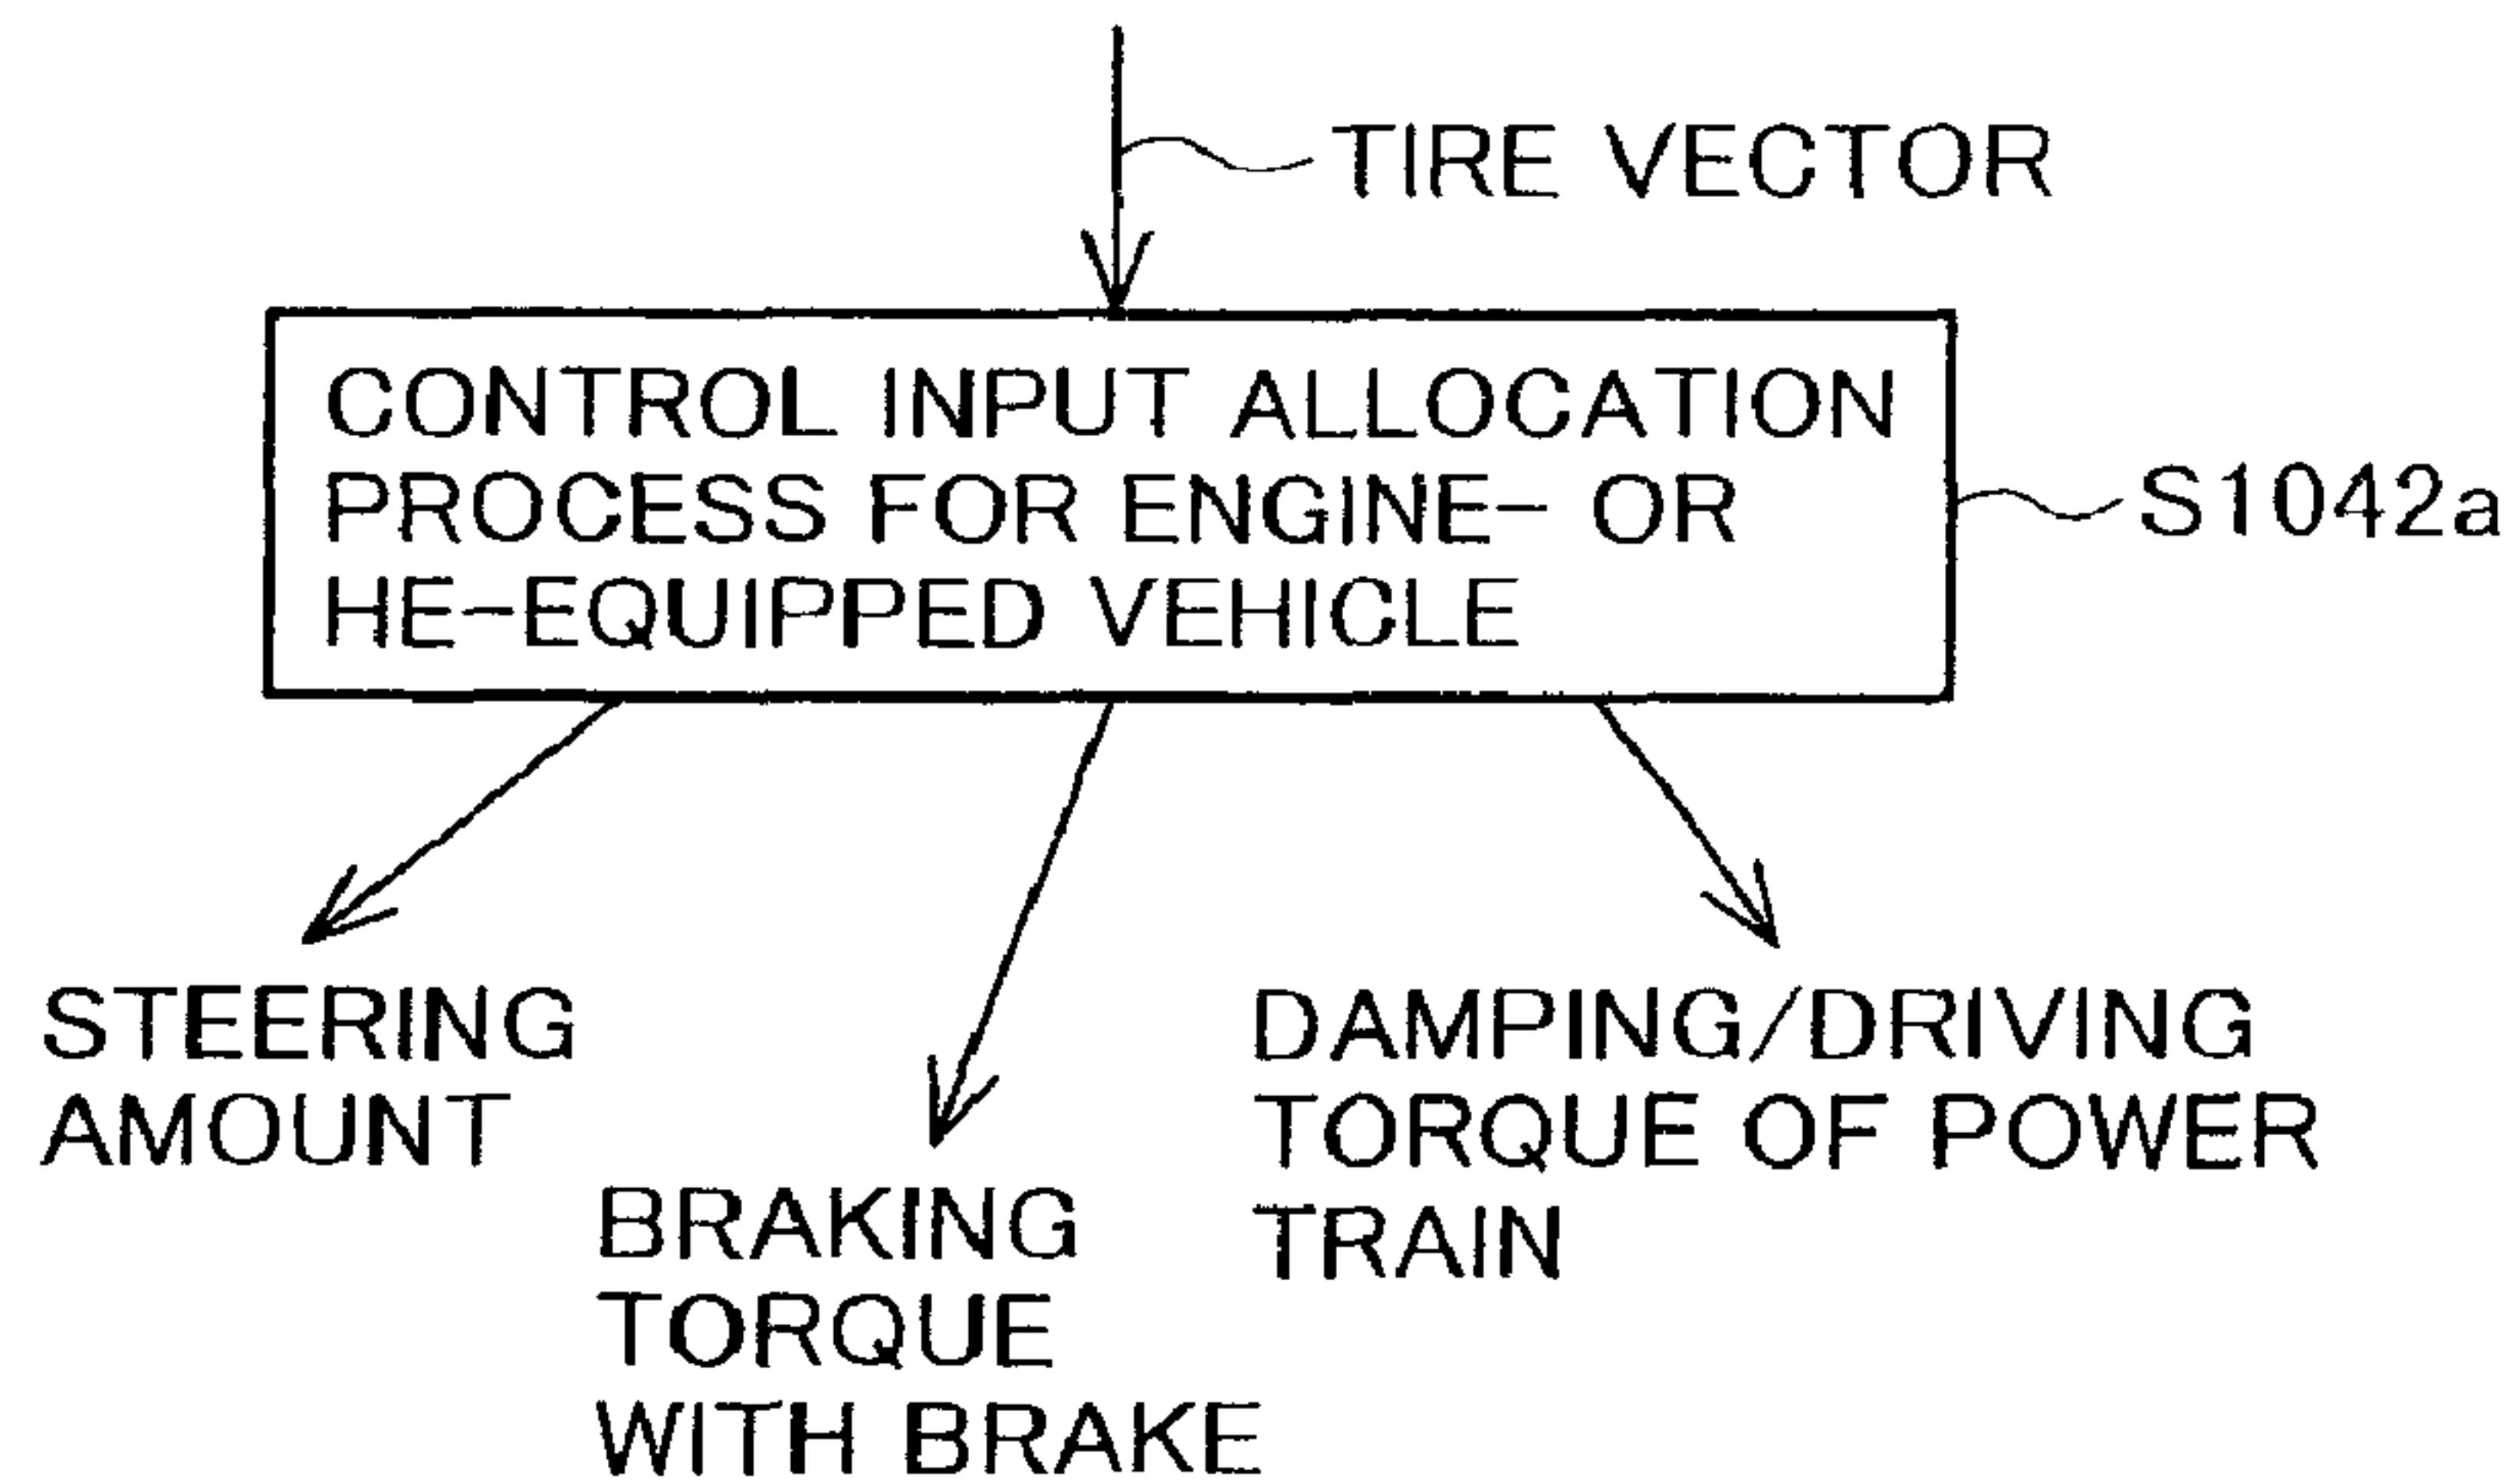 TIRE VECTOR
CONTROL INPUT ALLOCATION
PROCESS FOR ENGINE- OR
HE-EQUIPPED VEHICLE
S1042a
STEERING
AMOUNT
BRAKING
TORQUE
WITH BRAKE
DAMPING/DRIVING
TORQUE OF POWER
TRAIN